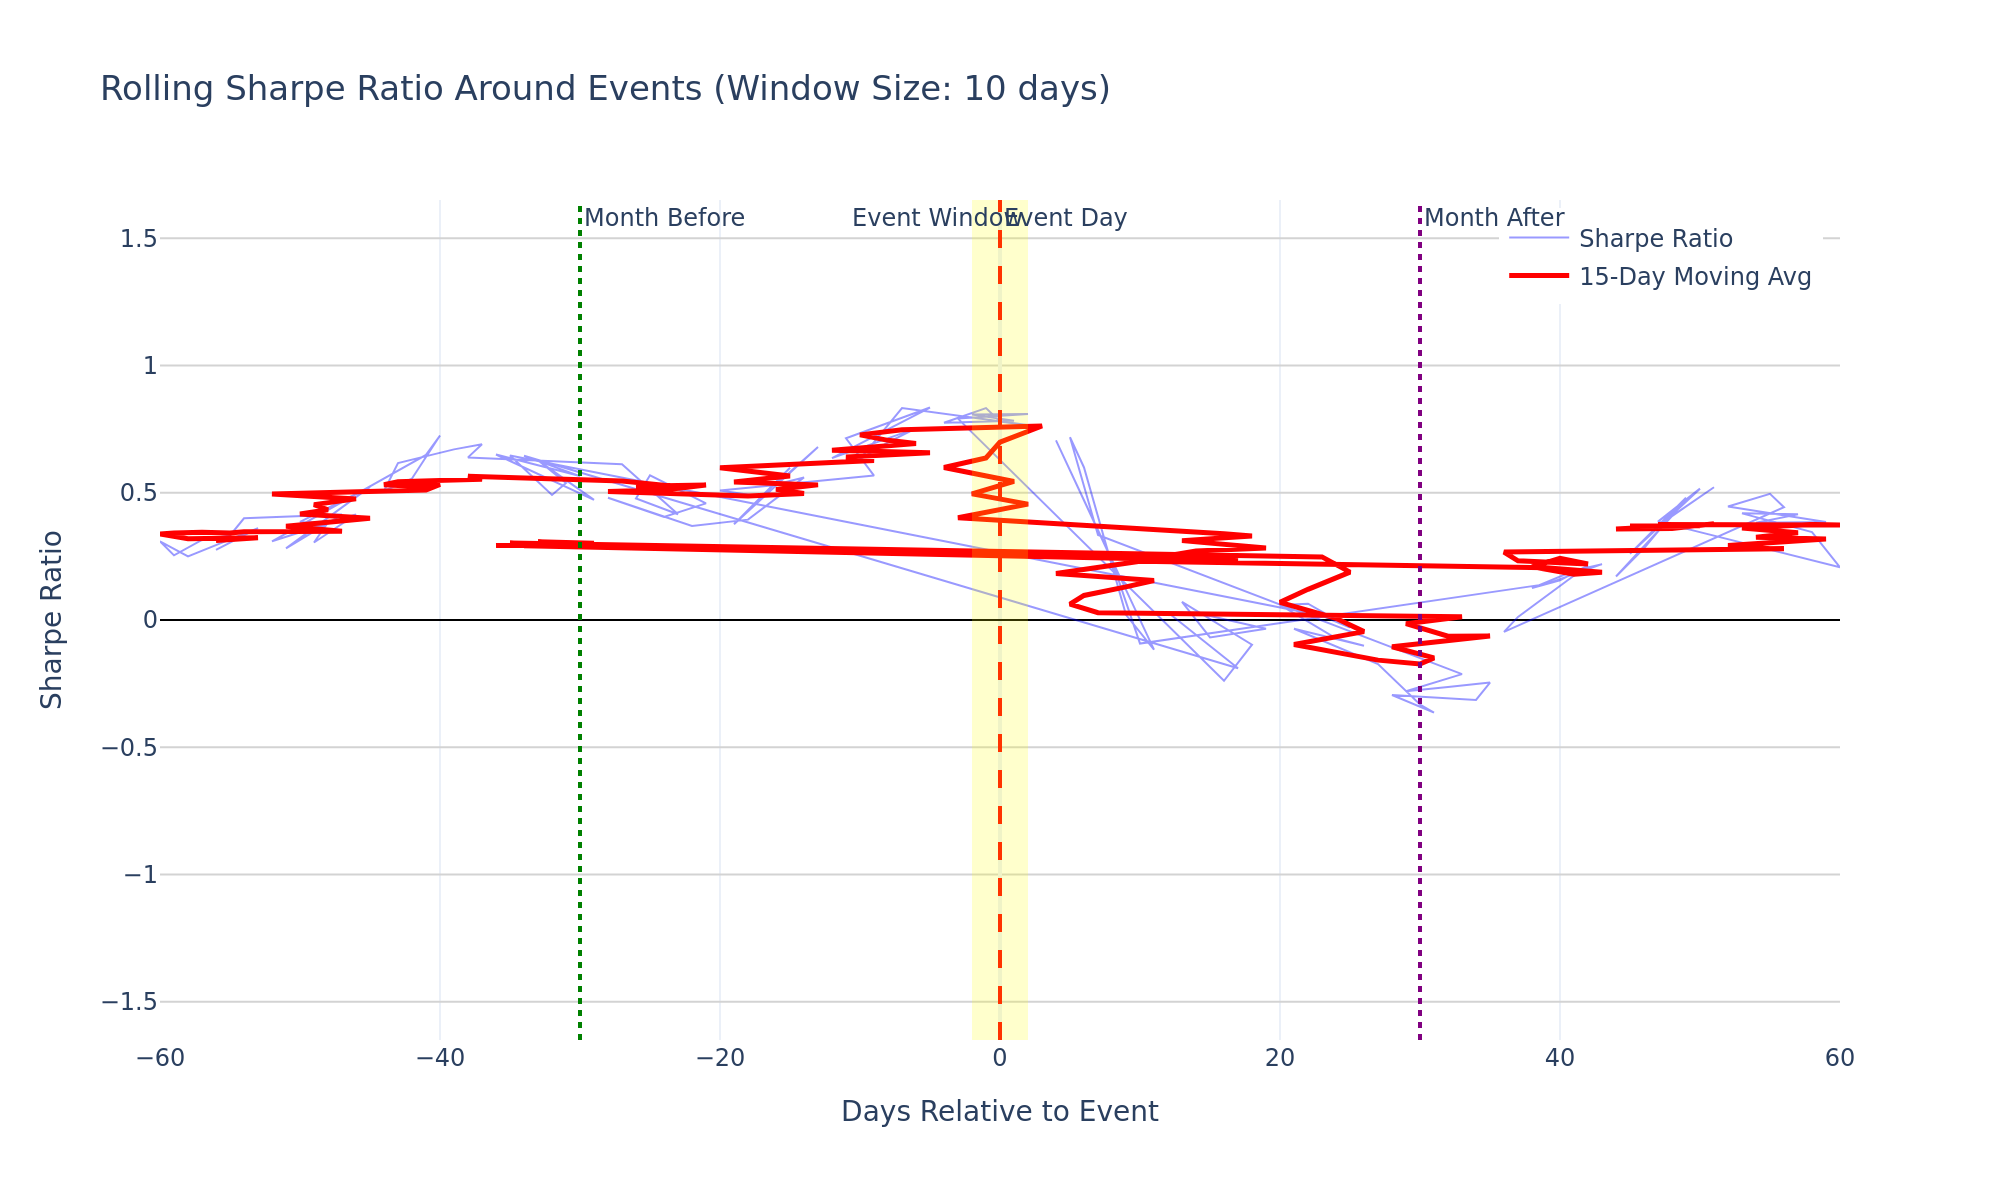 Rolling Sharpe Ratio Around Events (Window Size: 10 days)
Month Before
Event Window
Event Day
Month After
Sharpe Ratio
15-Day Moving Avg
1.5
1
0.5
0
−0.5
−1
−1.5
Sharpe Ratio
−60
−40
−20
0
20
40
60
Days Relative to Event